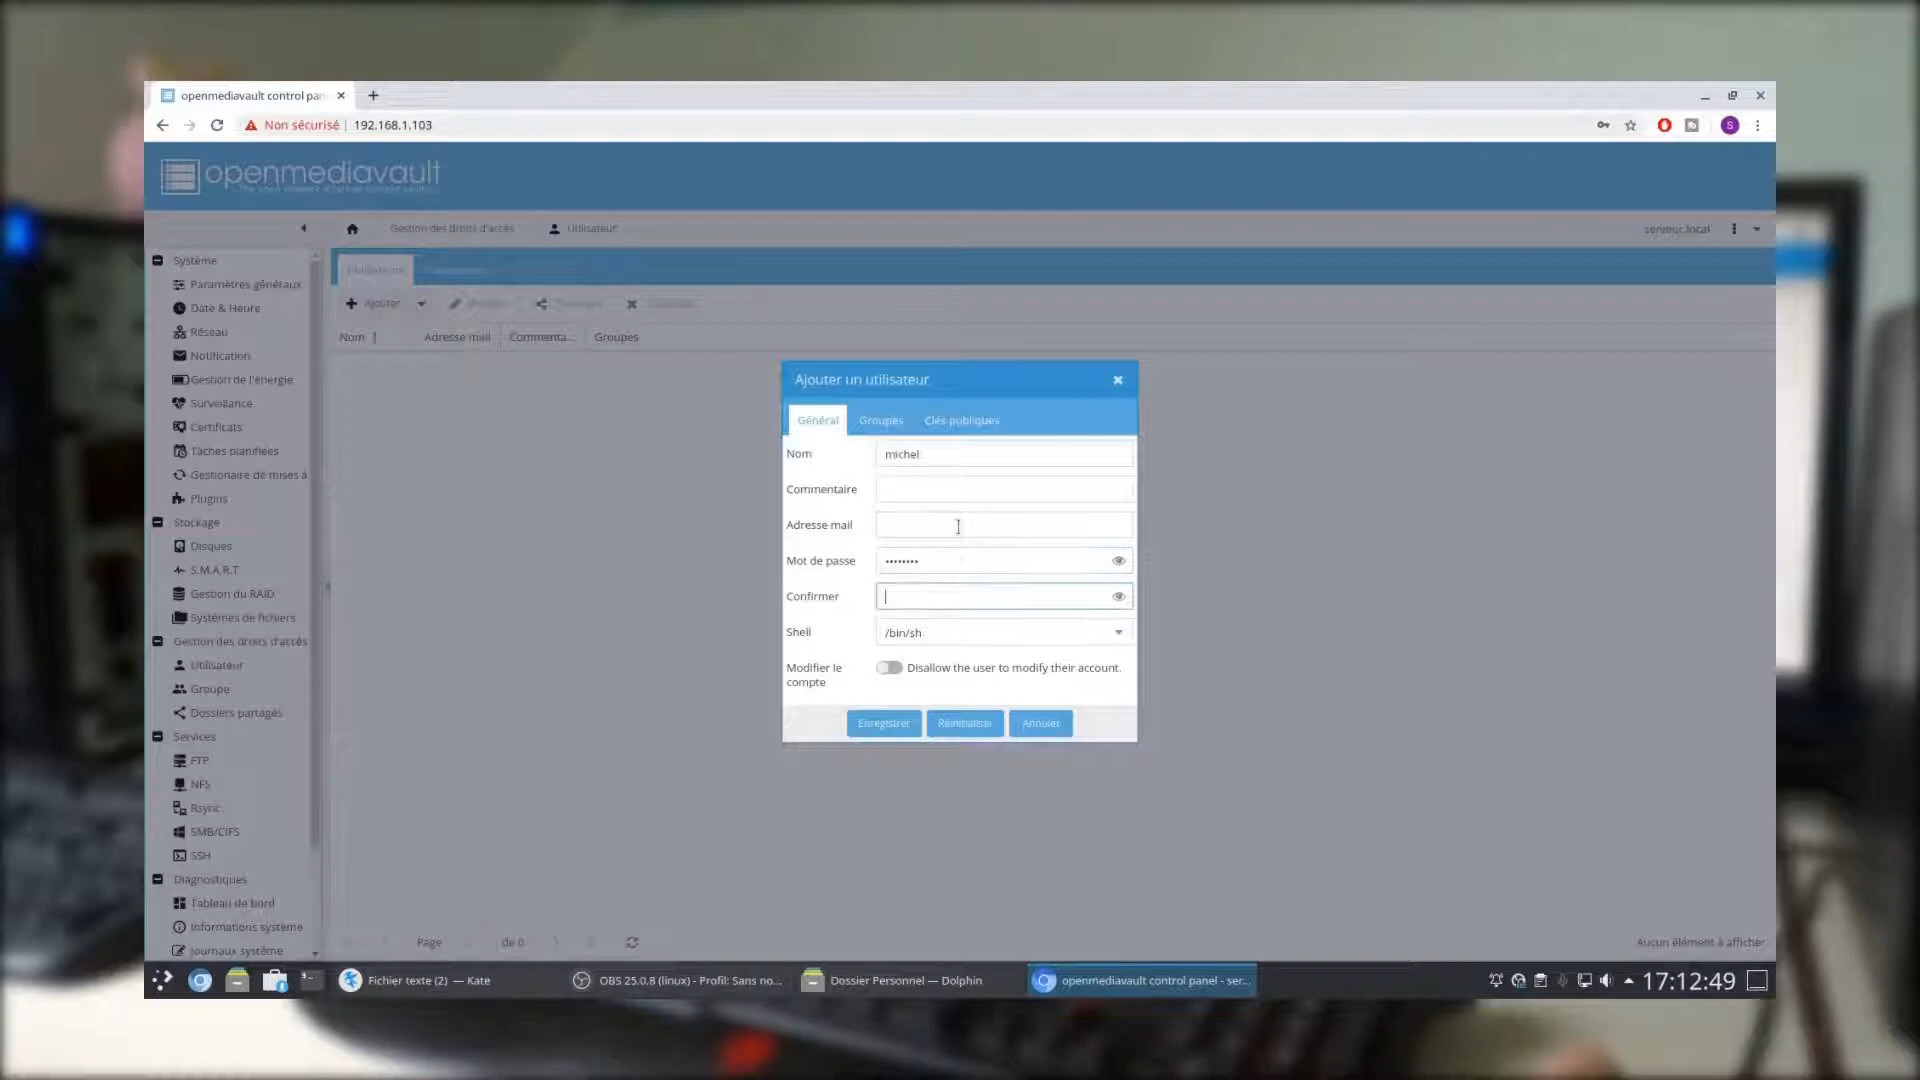 openmediavault control pan
Non sécurisé
192.168.1.103
S
openmediavault
Gestion des droits d'accès
Utilisateur
serveur.local
Système
Paramètres généraux
Date & Heure
Réseau
Notification
Gestion de l'énergie
Surveillance
Certificats
Tâches planifiées
Gestionaire de mises à
Plugins
Stockage
Disques
S.M.A.R.T
Gestion du RAID
Systèmes de fichiers
Gestion des droits d'accès
Utilisateur
Groupe
Dossiers partagés
Services
FTP
NFS
Rsync
SMB/CIFS
SSH
Diagnostiques
Tableau de bord
Informations système
Journaux système
Utilisateurs
Ajouter
Nom
Adresse mail
Commenta...
Groupes
Ajouter un utilisateur
Général
Groupes
Clés publiques
Nom
michel
Commentaire
Adresse mail
Mot de passe
••••••••
Confirmer
Shell
/bin/sh
Modifier le
compte
Disallow the user to modify their account.
Enregistrer
Réinitialiser
Annuler
Page
de 0
Aucun élément à afficher
Fichier texte (2) — Kate
OBS 25.0.8 (linux) - Profil: Sans no...
Dossier Personnel — Dolphin
openmediavault control panel - ser...
17:12:49